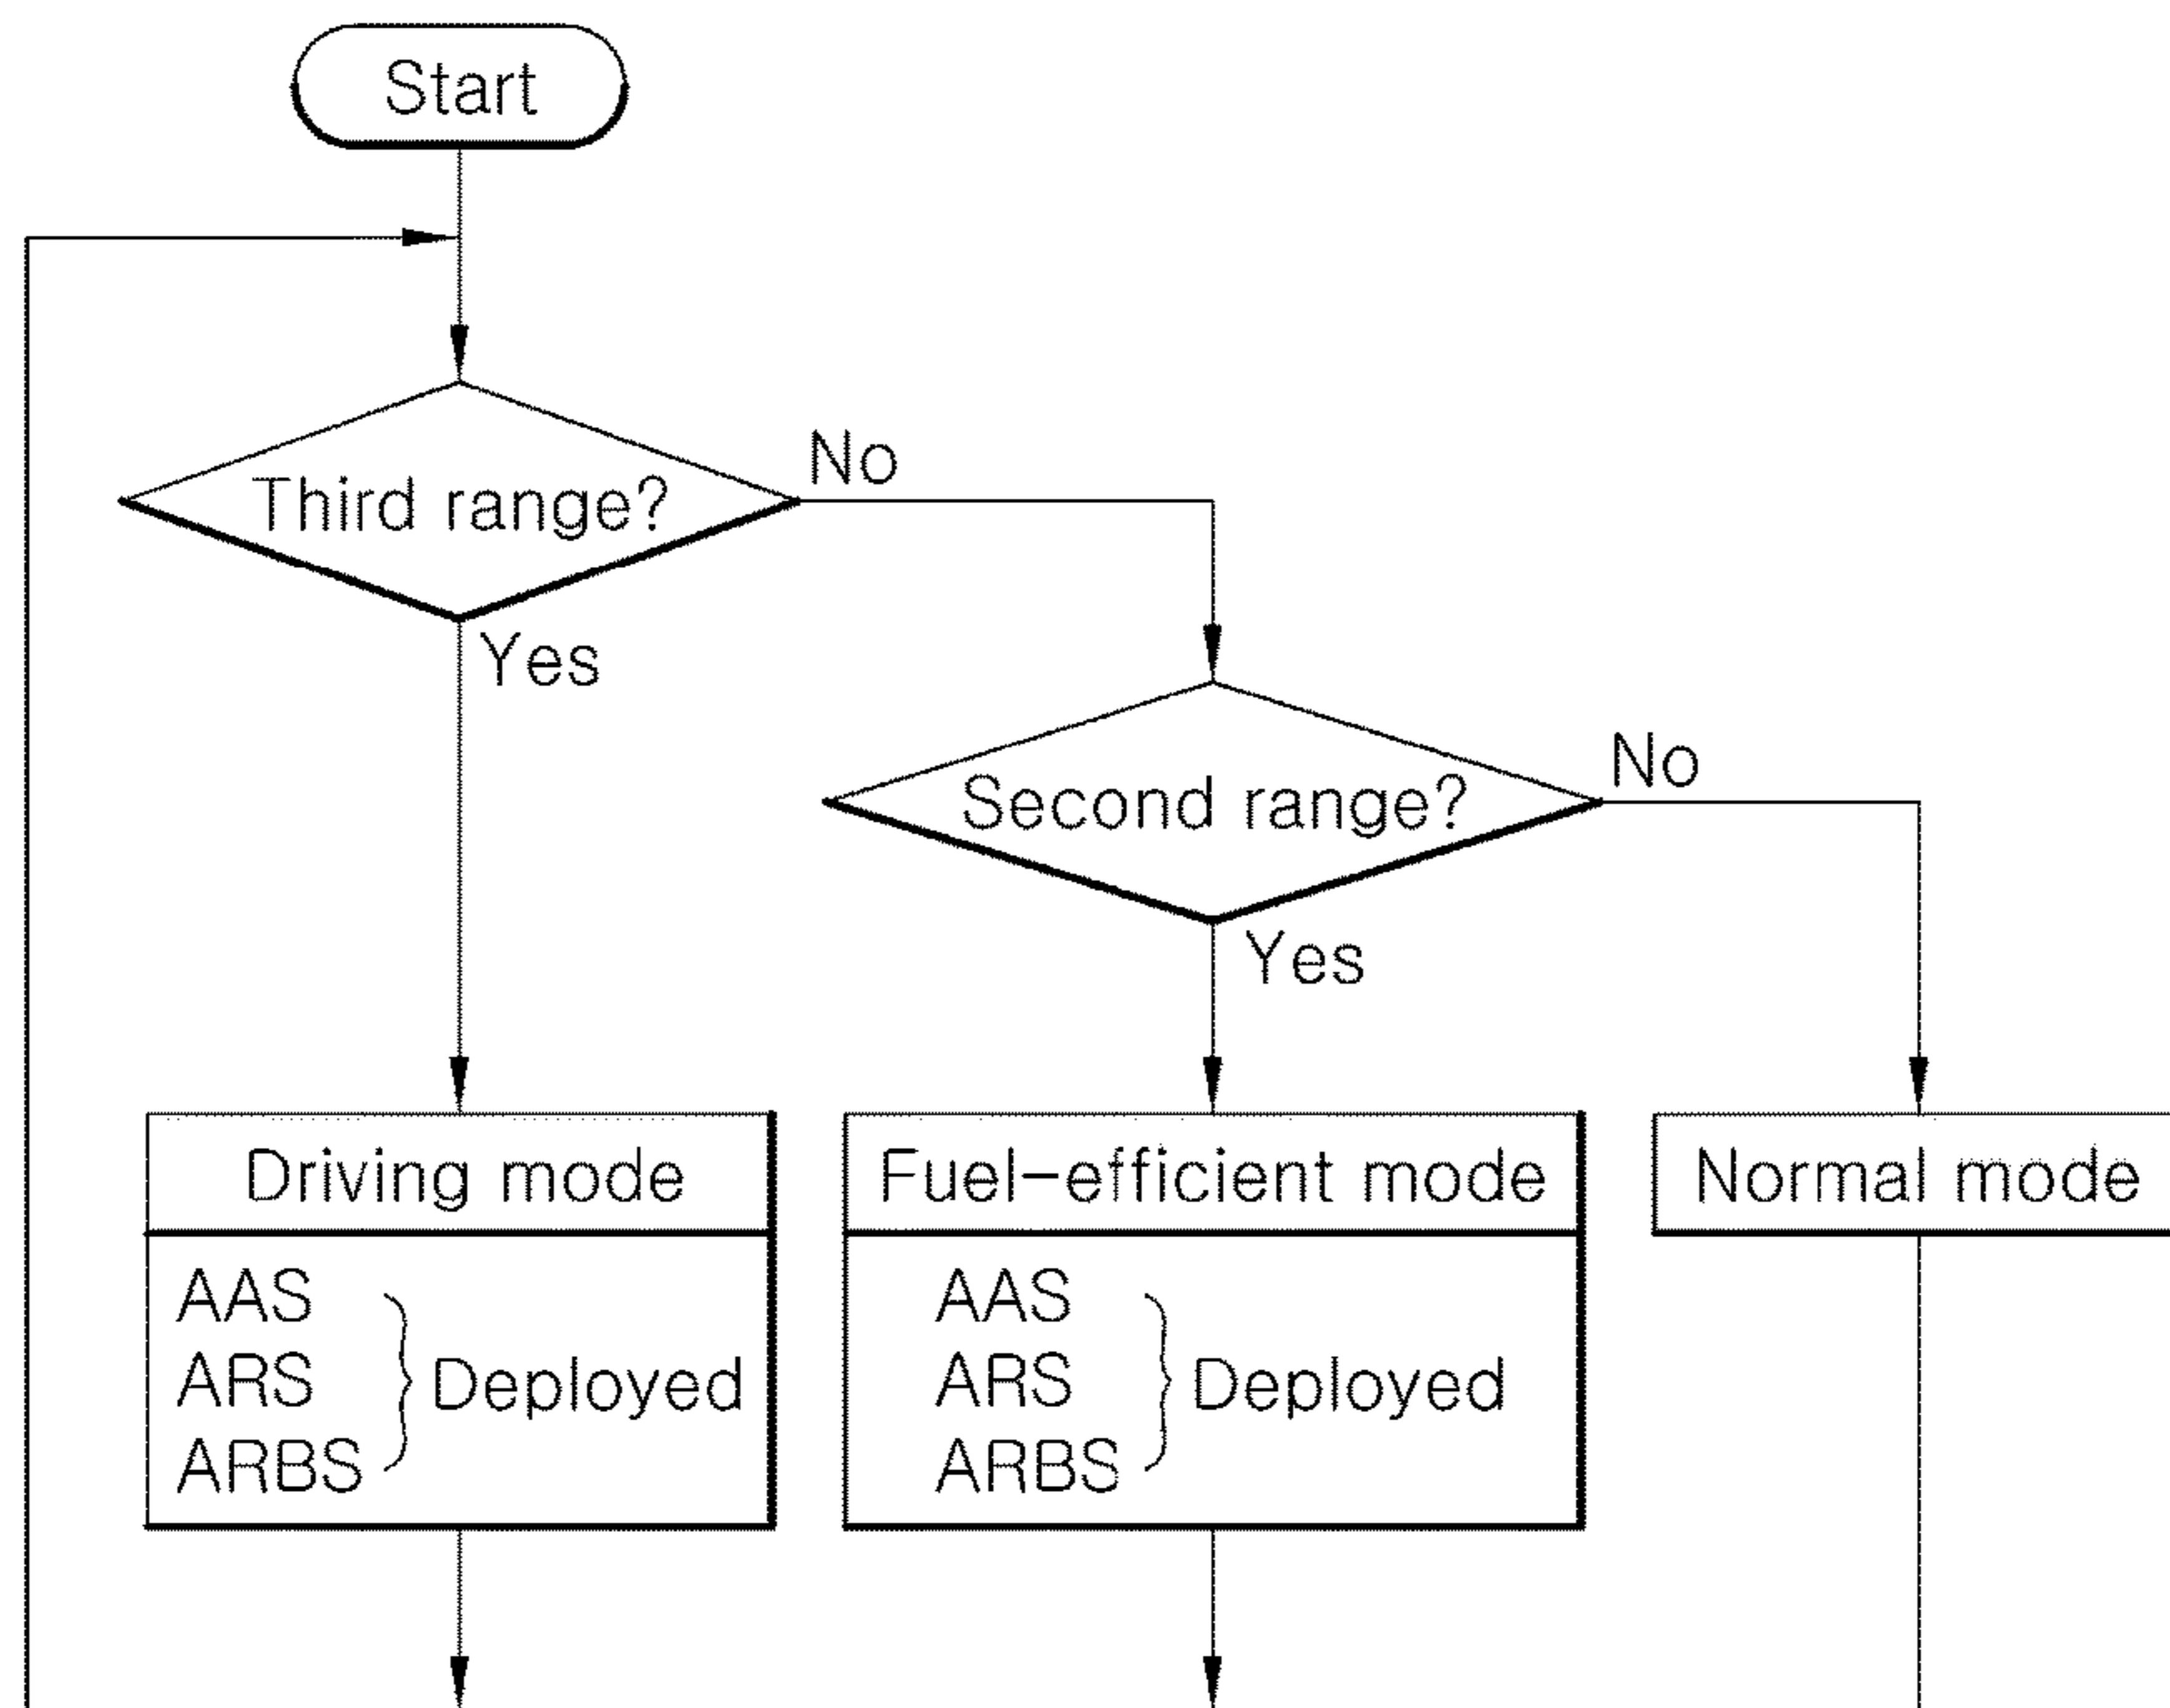 Start
Third range?
No
Yes
Second range?
No
Yes
Driving mode
AAS
ARS
ARBS
Deployed
Fuel-efficient mode
AAS
ARS
ARBS
Deployed
Normal mode